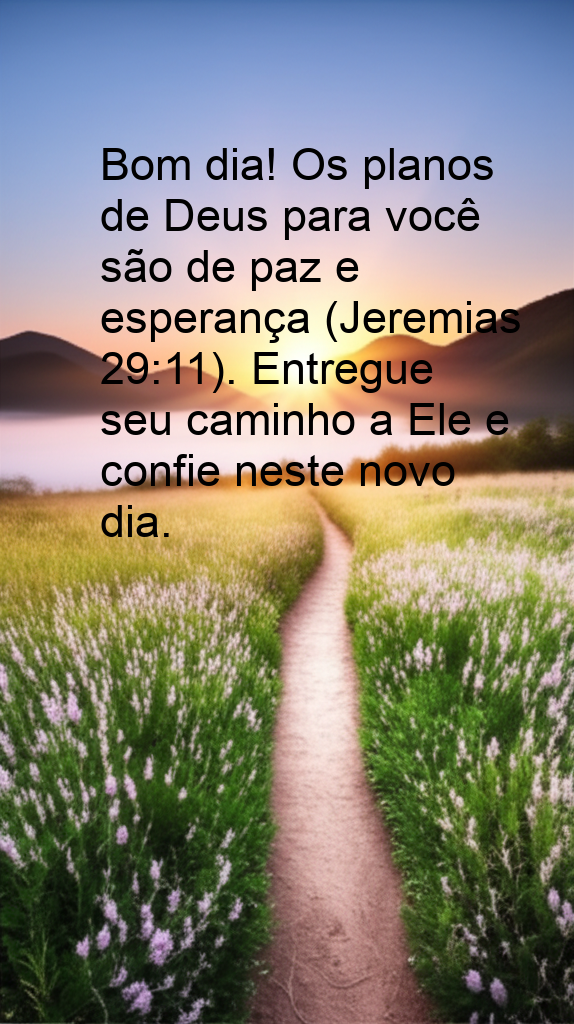 Bom dia! Os planos
de Deus para você
são de paz e
esperança (Jeremias
29:11). Entregue
seu caminho a Ele e
confie neste novo
dia.